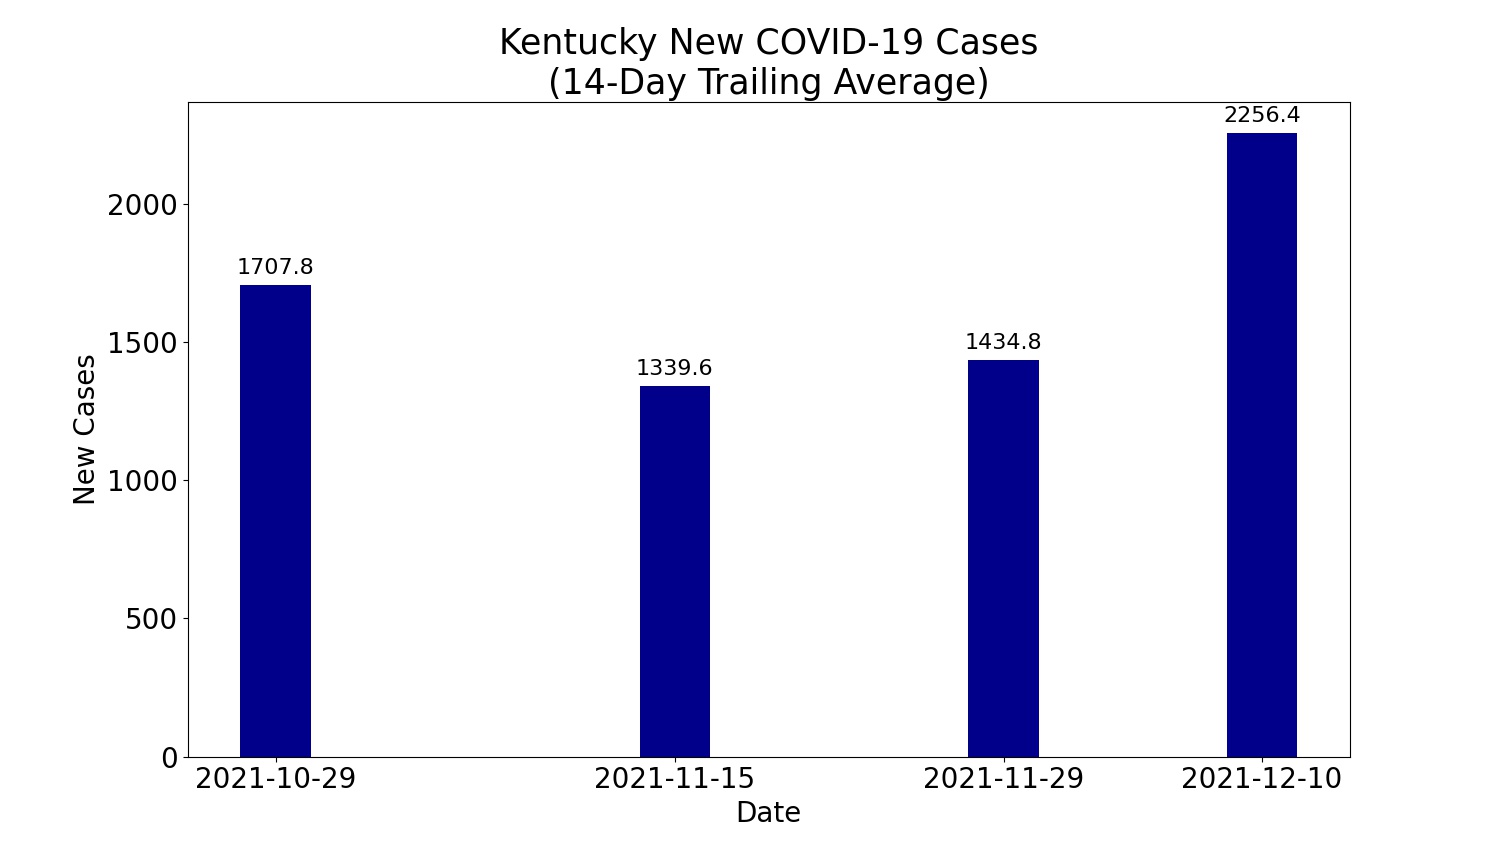 Kentucky New COVID-19 Cases
(14-Day Trailing Average)
2256.4
2000
1707.8
1500
1434.8
1339.6
New Cases
1000
500
0
2021-10-29 2021-11-15 2021-11-29 2021-12-10
Date